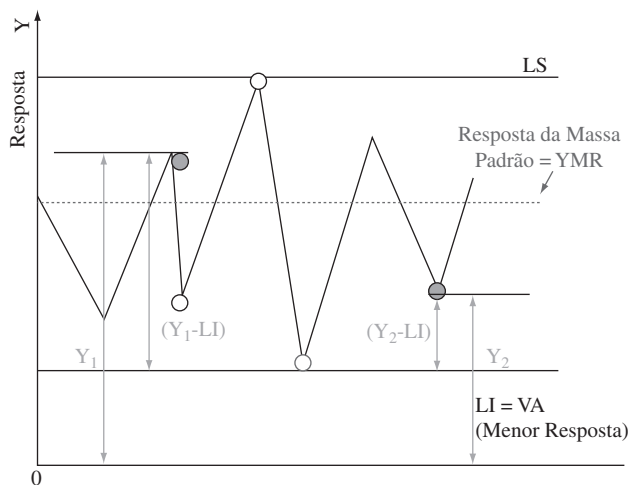 Y
Resposta
LS
Resposta da Massa
Padrão = YMR
(Y₁-LI)
Y₁
(Y₂-LI)
Y₂
LI = VA
(Menor Resposta)
0